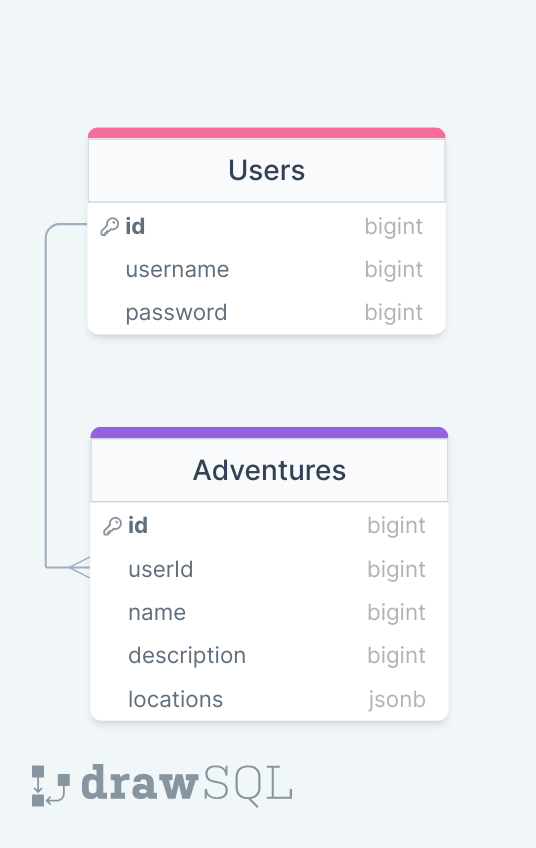 Users
id bigint
username bigint
password bigint
Adventures
id bigint
userId bigint
name bigint
description bigint
locations jsonb
drawSQL